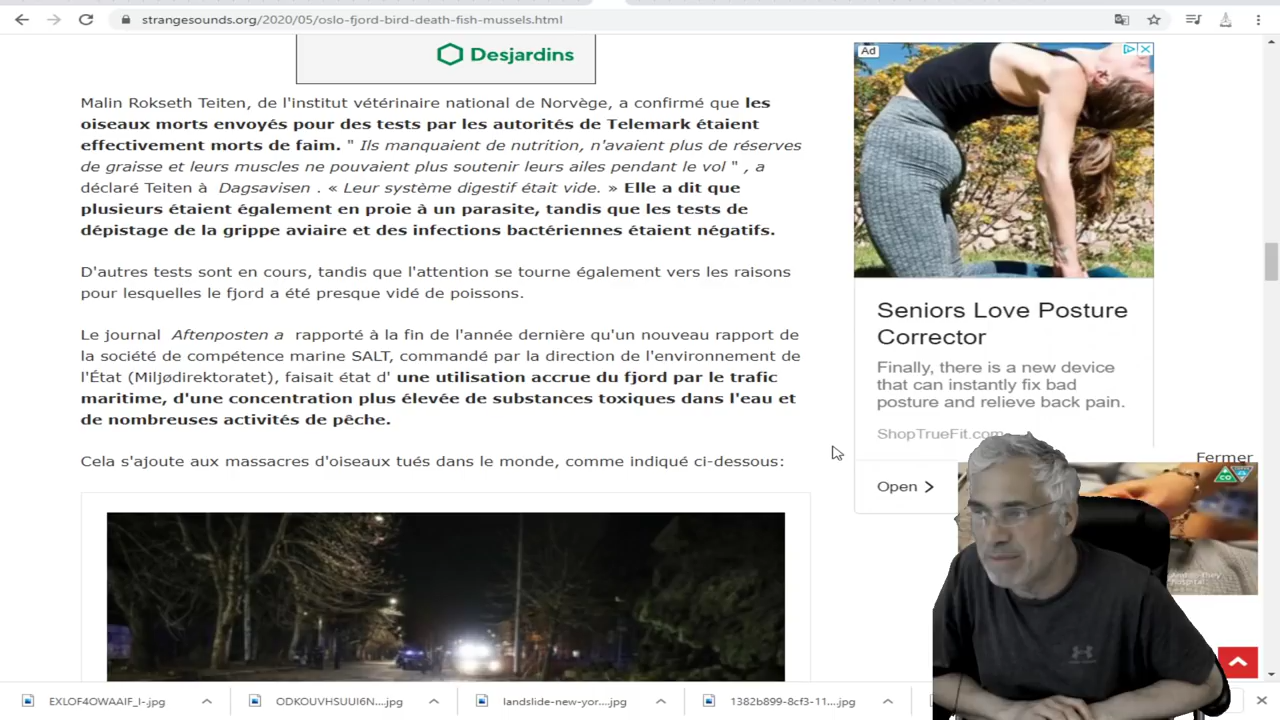 strangesounds.org/2020/05/oslo-fjord-bird-death-fish-mussels.html
Desjardins
Malin Rokseth Teiten, de l'institut vétérinaire national de Norvège, a confirmé que les
oiseaux morts envoyés pour des tests par les autorités de Telemark étaient
effectivement morts de faim. " Ils manquaient de nutrition, n'avaient plus de réserves
de graisse et leurs muscles ne pouvaient plus soutenir leurs ailes pendant le vol " , a
déclaré Teiten à Dagsavisen . « Leur système digestif était vide. » Elle a dit que
plusieurs étaient également en proie à un parasite, tandis que les tests de
dépistage de la grippe aviaire et des infections bactériennes étaient négatifs.
D'autres tests sont en cours, tandis que l'attention se tourne également vers les raisons
pour lesquelles le fjord a été presque vidé de poissons.
Le journal Aftenposten a rapporté à la fin de l'année dernière qu'un nouveau rapport de
la société de compétence marine SALT, commandé par la direction de l'environnement de
l'État (Miljødirektoratet), faisait état d' une utilisation accrue du fjord par le trafic
maritime, d'une concentration plus élevée de substances toxiques dans l'eau et
de nombreuses activités de pêche.
Cela s'ajoute aux massacres d'oiseaux tués dans le monde, comme indiqué ci-dessous:
Ad
Seniors Love Posture
Corrector
Finally, there is a new device
that can instantly fix bad
posture and relieve back pain.
ShopTrueFit.com
Open
Fermer
EXLOF4OWAAIF_I-.jpg
ODKOUVHSUUI6N....jpg
landslide-new-yor....jpg
1382b899-8cf3-11....jpg